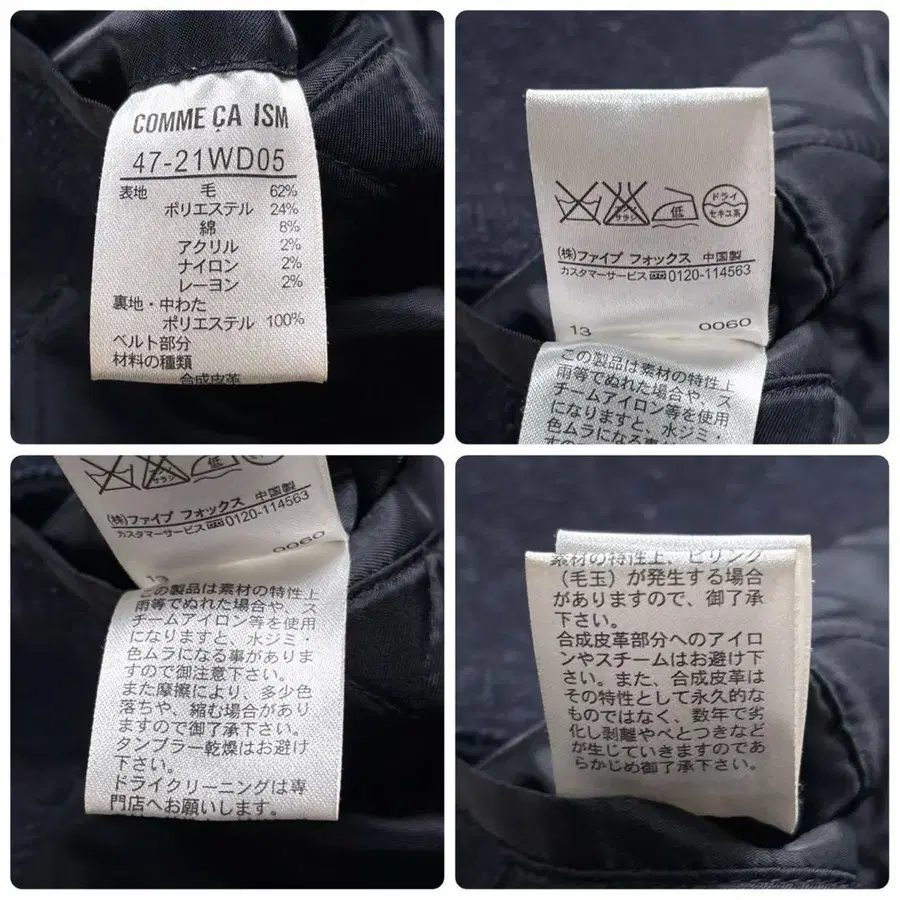 COMME ÇA ISM
47-21WD05
表地 毛 62%
ポリエステル 24%
綿 8%
アクリル 2%
ナイロン 2%
レーヨン 2%
裏地・中わた
ポリエステル 100%
ベルト部分
材料の種類
合成皮革
サラシ 低 ドライ
セキユ系
(株)ファイブ フォックス 中国製
カスタマーサービス 0120-114563
13 0060
この製品は素材の特性上
雨等でぬれた場合や、ス
チームアイロン等を使用
になりますと、水ジミ・
色ムラになる事
サラシ 低
(株)ファイブ フォックス 中国製
カスタマーサービス 0120-114563
0060
13
この製品は素材の特性上
雨等でぬれた場合や、ス
チームアイロン等を使用
になりますと、水ジミ・
色ムラになる事がありま
すので御注意下さい。
また摩擦により、多少色
落ちや、縮む場合があり
ますので御了承下さい。
タンブラー乾燥はお避け
下さい。
ドライクリーニングは専
門店へお願いします。
素材の特性上、ピリング
(毛玉)が発生する場合
がありますので、御了承
下さい。
合成皮革部分へのアイロ
ンやスチームはお避け下
さい。また、合成皮革は
その特性として永久的な
ものではなく、数年で劣
化し剥離やべとつきなど
が生じていきますのであ
らかじめ御了承下さい。